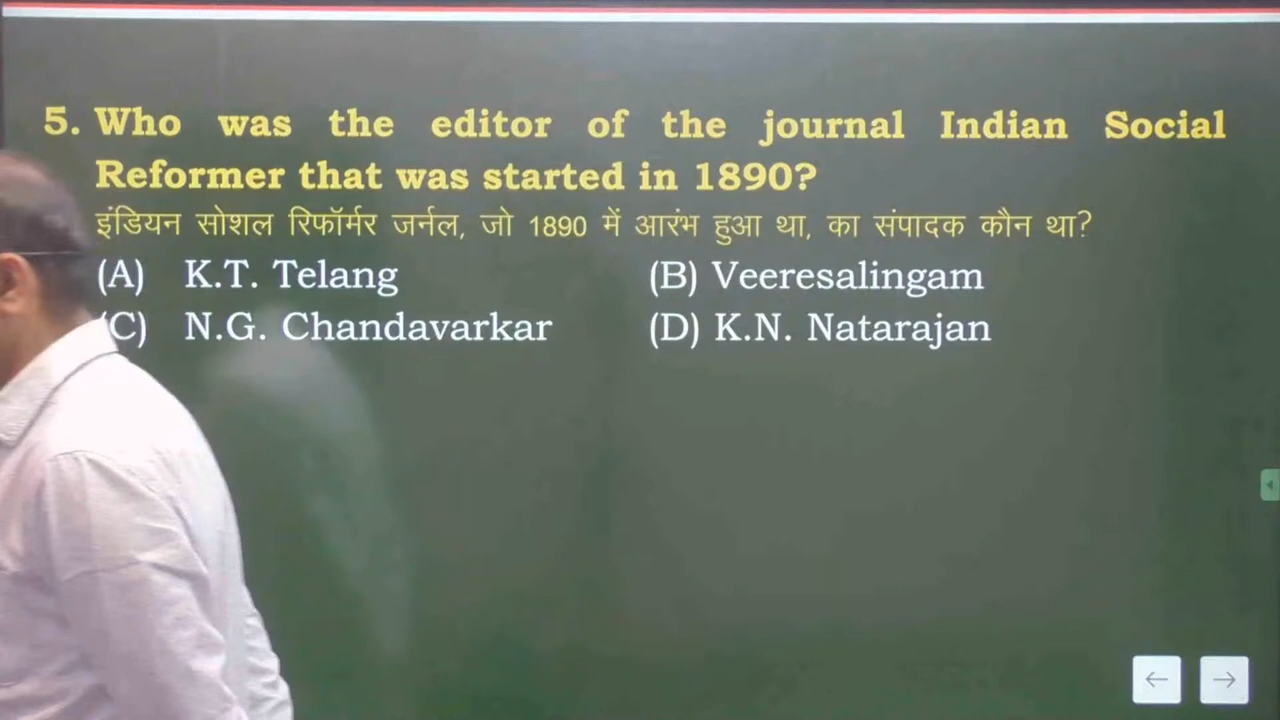 5. Who was the editor of the journal Indian Social
Reformer that was started in 1890?
इंडियन सोशल रिफॉर्मर जर्नल, जो 1890 में आरंभ हुआ था, का संपादक कौन था?
(A) K.T. Telang (B) Veeresalingam
(C) N.G. Chandavarkar (D) K.N. Natarajan